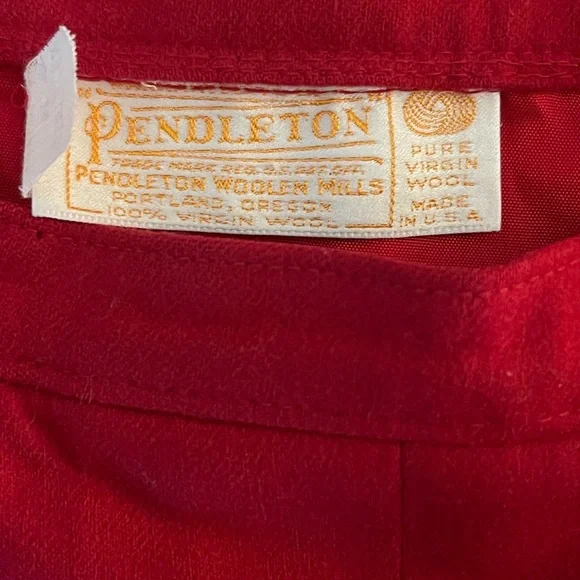 PENDLETON
TRADE MARK REG. U.S. PAT. OFF.
PENDLETON WOOLEN MILLS
PORTLAND, OREGON
100% VIRGIN WOOL
PURE
VIRGIN
WOOL
MADE
IN U.S.A.